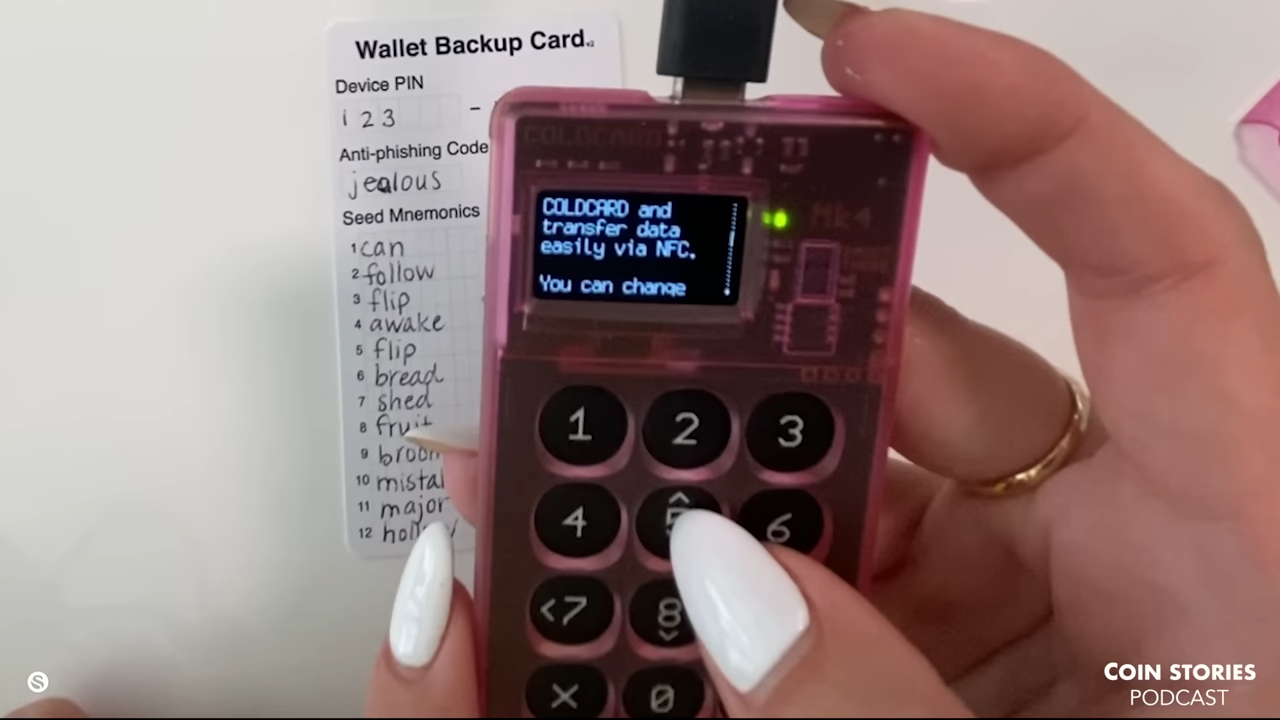 Wallet Backup Card
Device PIN
123 -
Anti-phishing Code
jealous
Seed Mnemonics
1 can
2 follow
3 flip
4 awake
5 flip
6 bread
7 shed
8 fruit
9
10
11 major
12
COLDCARD
Mk4
COLDCARD and
transfer data
easily via NFC.
You can change
1 2 3
4 5 6
<7 8
X 0
COIN STORIES
PODCAST